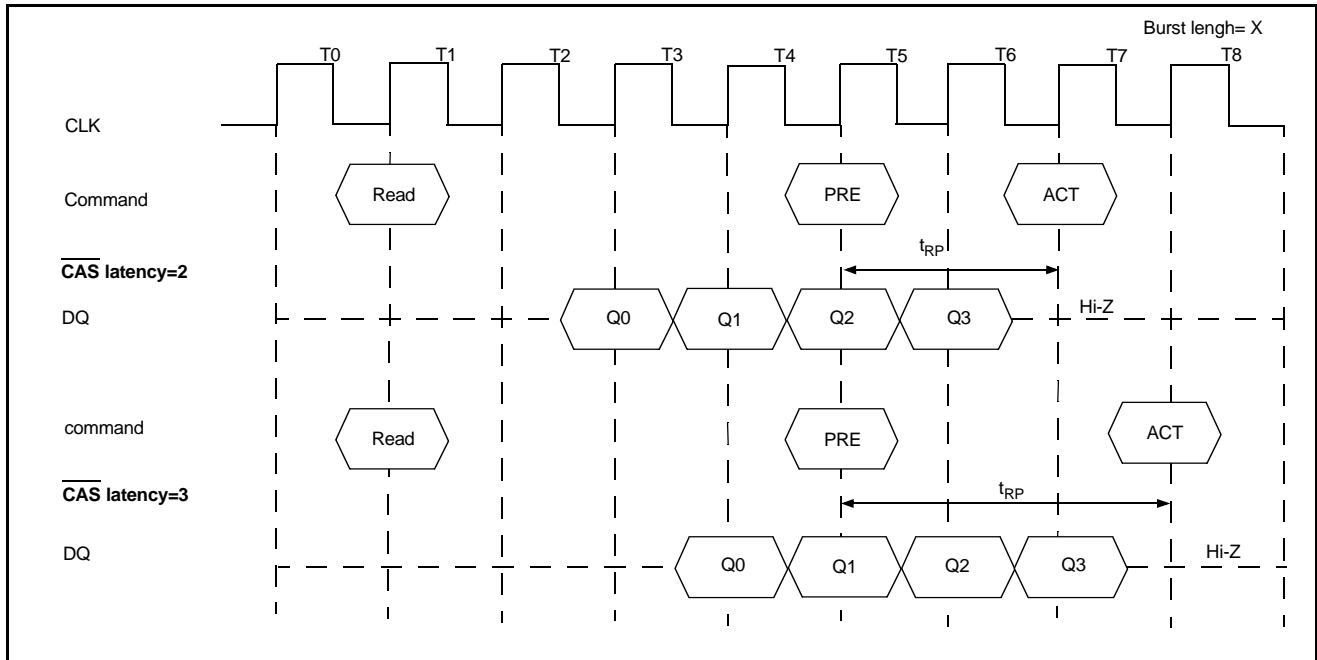 Burst lengh= X
T0 T1 T2 T3 T4 T5 T6 T7 T8
CLK
Command Read PRE ACT
CAS latency=2 tRP
DQ Q0 Q1 Q2 Q3 Hi-Z
command Read PRE ACT
CAS latency=3 tRP
DQ Q0 Q1 Q2 Q3 Hi-Z